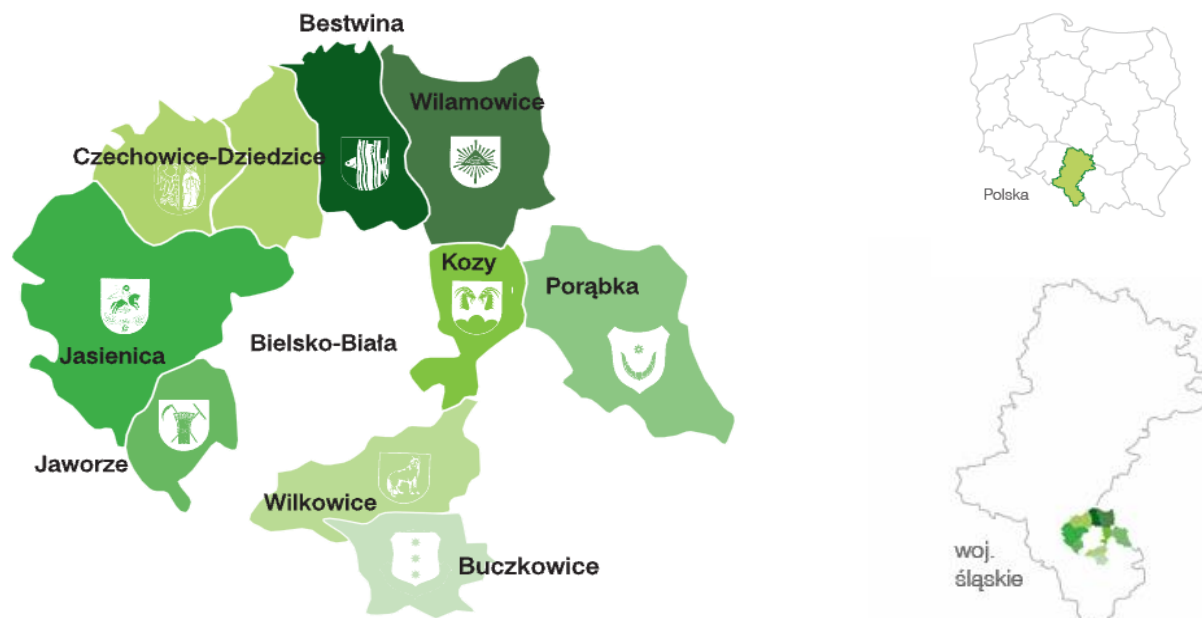 Bestwina
Wilamowice
Czechowice-Dziedzice
Kozy
Porąbka
Bielsko-Biała
Jasienica
Jaworze
Wilkowice
Buczkowice
Polska
woj.
śląskie